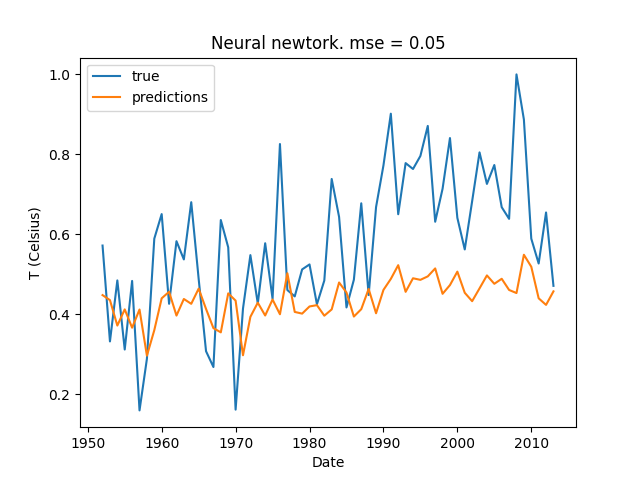 Neural newtork. mse = 0.05
true
predictions
T (Celsius)
1.0
0.8
0.6
0.4
0.2
1950 1960 1970 1980 1990 2000 2010
Date